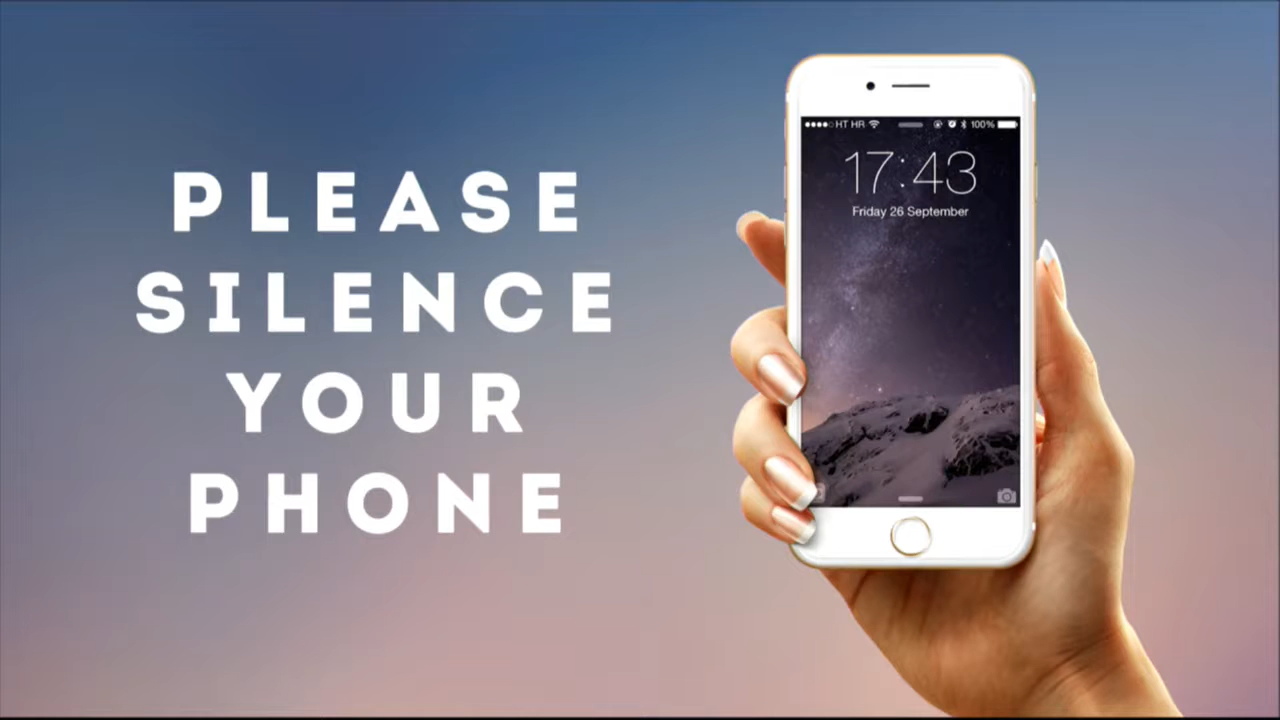 PLEASE
SILENCE
YOUR
PHONE
HT HR 100%
17:43
Friday 26 September